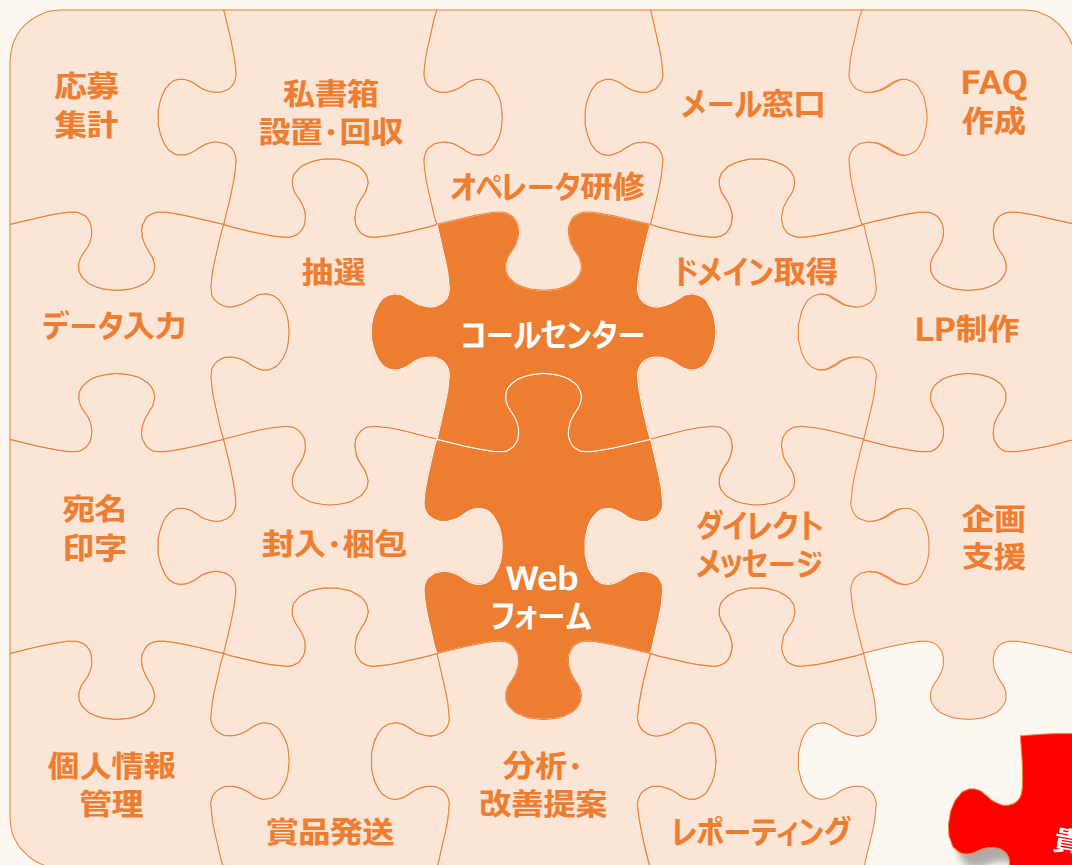 応募
集計
私書箱
設置・回収
オペレータ研修
メール窓口
FAQ
作成
データ入力
抽選
コールセンター
ドメイン取得
LP制作
宛名
印字
封入・梱包
Web
フォーム
ダイレクト
メッセージ
企画
支援
個人情報
管理
賞品発送
分析・
改善提案
レポーティング
貴